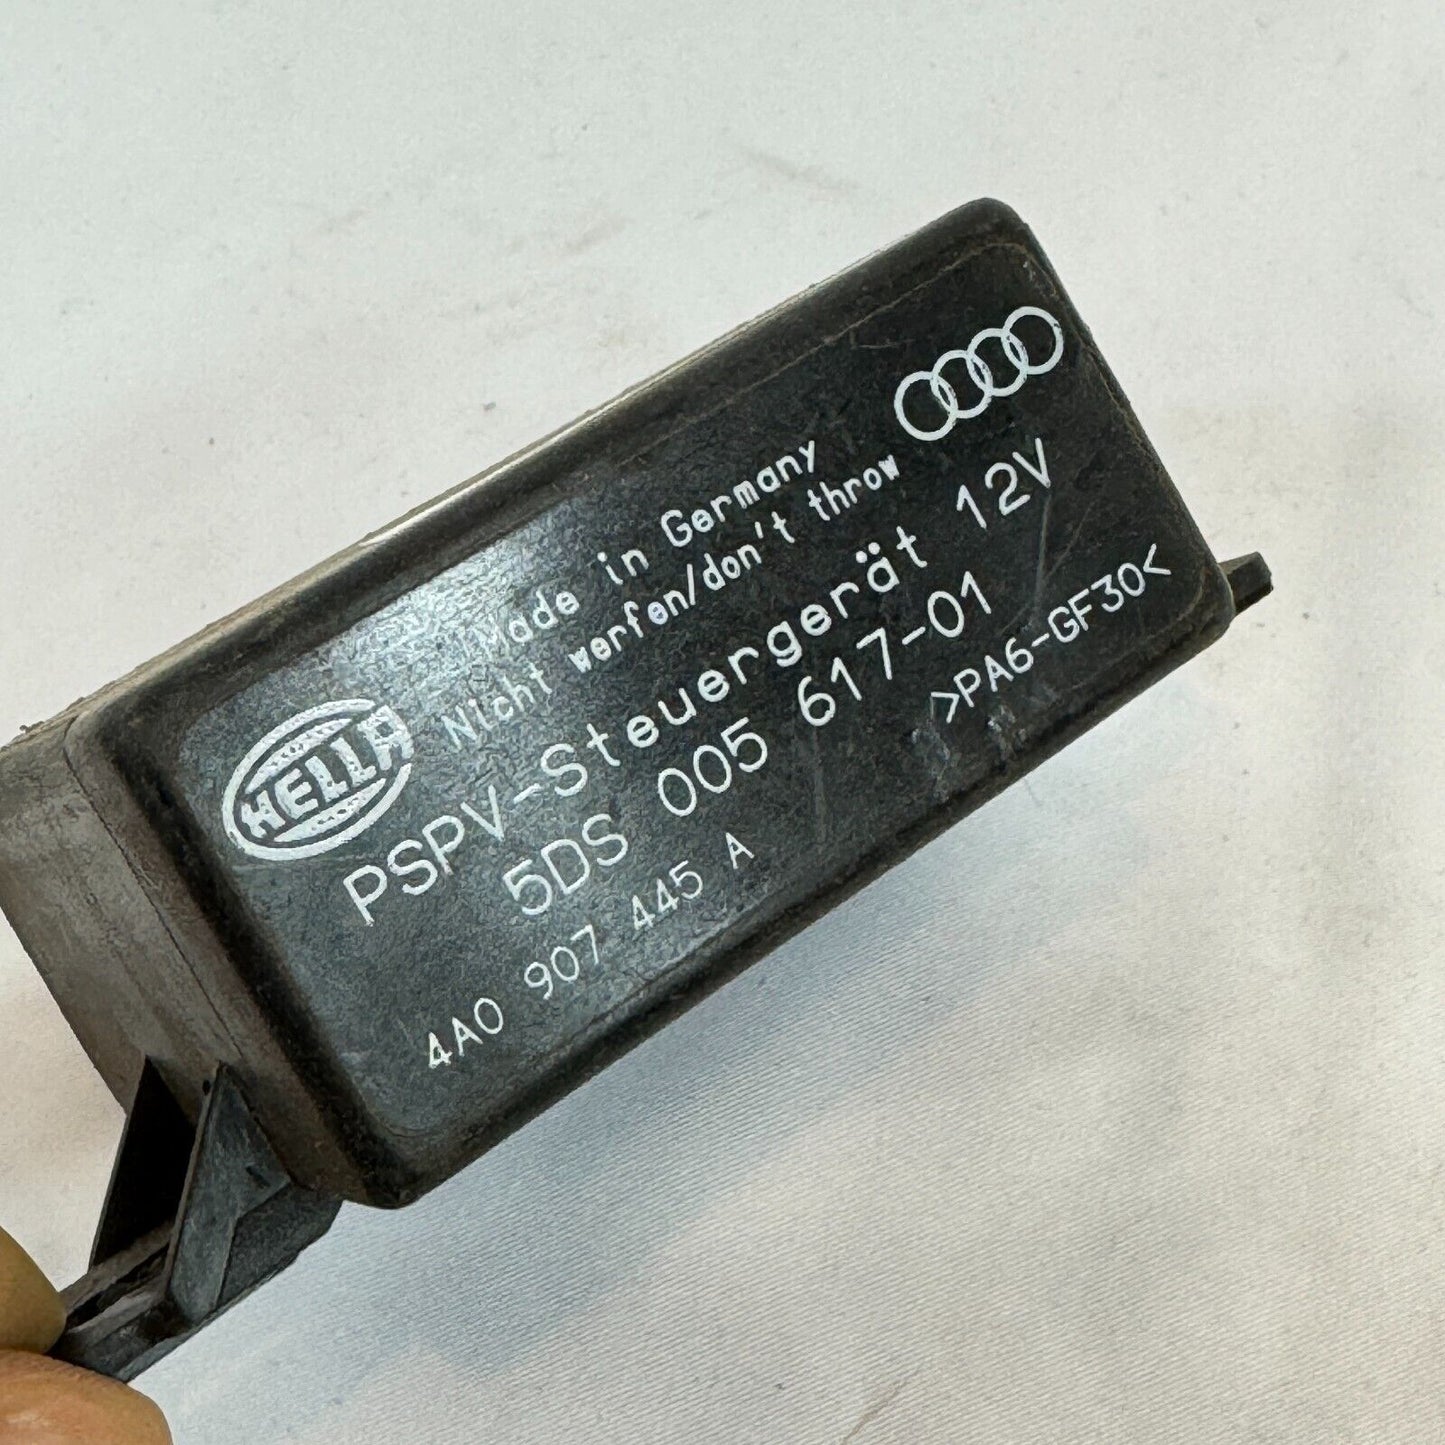 HELLA
Made in Germany
Nicht werfen/don't throw
PSPV-Steuergerät 12V
5DS 005 617-01
4A0 907 445 A
>PA6-GF30<